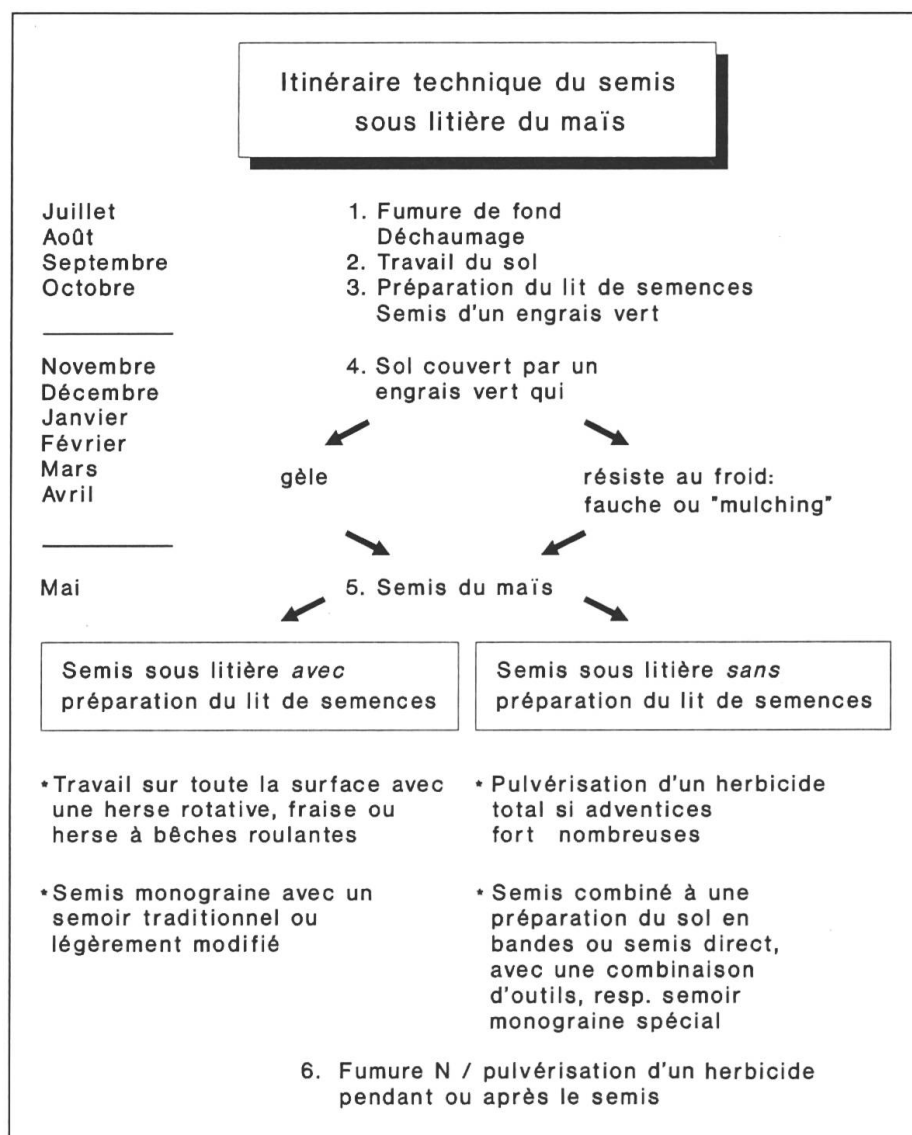 Itinéraire technique du semis
sous litière du maïs
Juillet
Août
Septembre
Octobre
1. Fumure de fond
Déchaumage
2. Travail du sol
3. Préparation du lit de semences
Semis d'un engrais vert
Novembre
Décembre
Janvier
Février
Mars
Avril
4. Sol couvert par un
engrais vert qui
gèle
résiste au froid:
fauche ou "mulching"
Mai
5. Semis du maïs
Semis sous litière avec
préparation du lit de semences
* Travail sur toute la surface avec
une herse rotative, fraise ou
herse à bêches roulantes
* Semis monograine avec un
semoir traditionnel ou
légèrement modifié
Semis sous litière sans
préparation du lit de semences
* Pulvérisation d'un herbicide
total si adventices
fort nombreuses
* Semis combiné à une
préparation du sol en
bandes ou semis direct,
avec une combinaison
d'outils, resp. semoir
monograine spécial
6. Fumure N / pulvérisation d'un herbicide
pendant ou après le semis